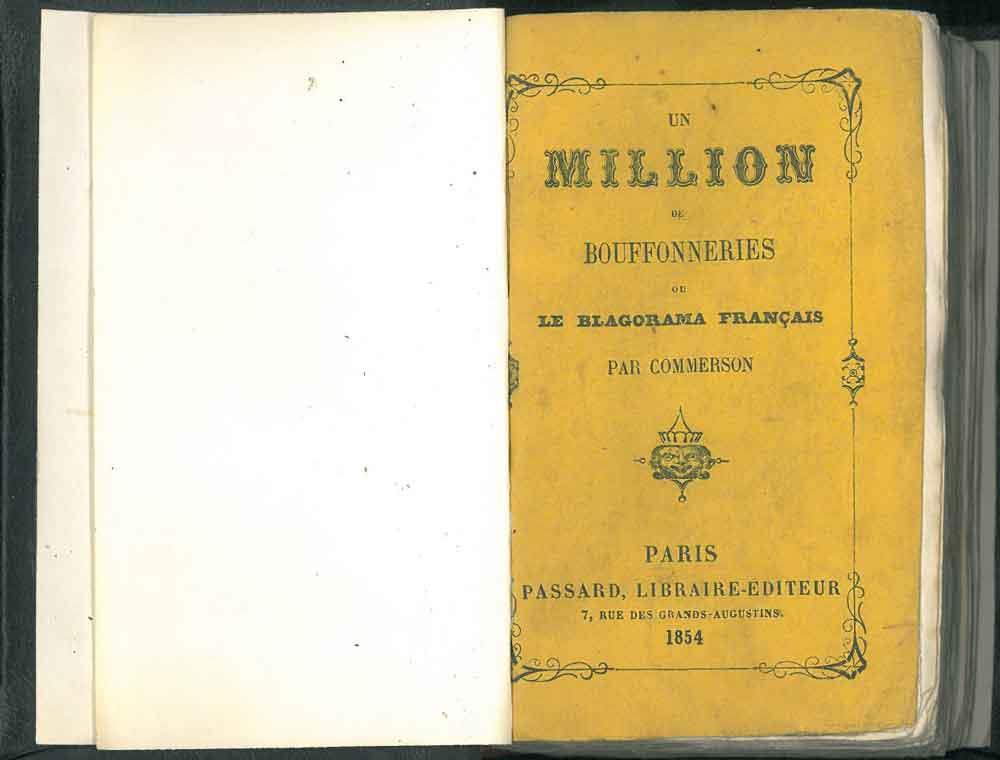 UN
MILLION
DE
BOUFFONNERIES
OU
LE BLAGORAMA FRANÇAIS
PAR COMMERSON
PARIS
PASSARD, LIBRAIRE-EDITEUR
7, RUE DES GRANDS-AUGUSTINS.
1854